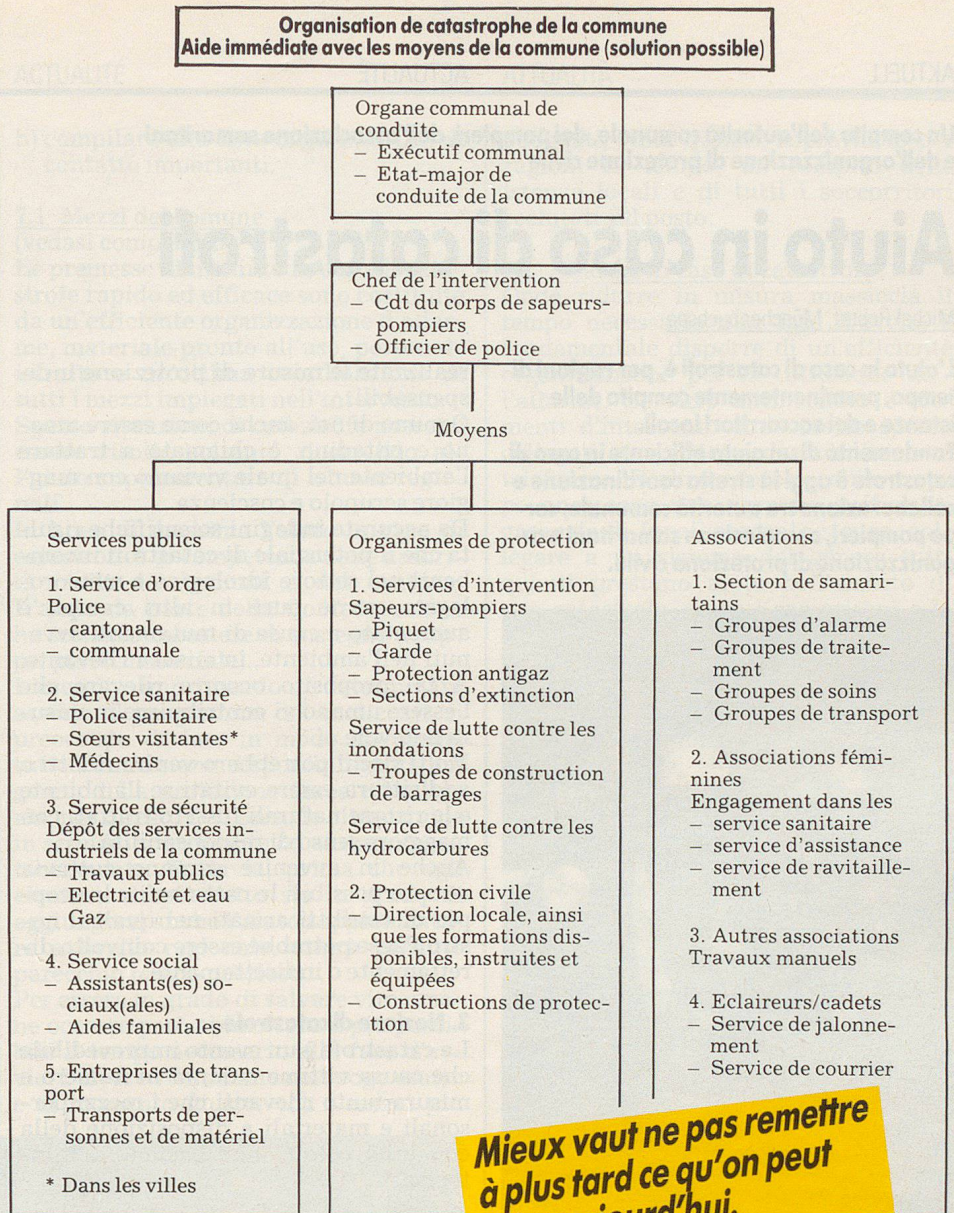 Organisation de catastrophe de la commune
Aide immédiate avec les moyens de la commune (solution possible)
Organe communal de
conduite
– Exécutif communal
– Etat-major de
conduite de la commune
Chef de l'intervention
– Cdt du corps de sapeurs-
pompiers
– Officier de police
Moyens
Services publics
1. Service d'ordre
Police
– cantonale
– communale
2. Service sanitaire
– Police sanitaire
– Sœurs visitantes*
– Médecins
3. Service de sécurité
Dépôt des services in-
dustriels de la commune
– Travaux publics
– Electricité et eau
– Gaz
4. Service social
– Assistants(es) so-
ciaux(ales)
– Aides familiales
5. Entreprises de trans-
port
– Transports de per-
sonnes et de matériel
* Dans les villes
Organismes de protection
1. Services d'intervention
Sapeurs-pompiers
– Piquet
– Garde
– Protection antigaz
– Sections d'extinction
Service de lutte contre les
inondations
– Troupes de construction
de barrages
Service de lutte contre les
hydrocarbures
2. Protection civile
– Direction locale, ainsi
que les formations dis-
ponibles, instruites et
équipées
– Constructions de protec-
tion
Associations
1. Section de samari-
tains
– Groupes d'alarme
– Groupes de traite-
ment
– Groupes de soins
– Groupes de transport
2. Associations fémi-
nines
Engagement dans les
– service sanitaire
– service d'assistance
– service de ravitaille-
ment
3. Autres associations
Travaux manuels
4. Eclaireurs/cadets
– Service de jalonne-
ment
– Service de courrier
Mieux vaut ne pas remettre
à plus tard ce qu'on peut